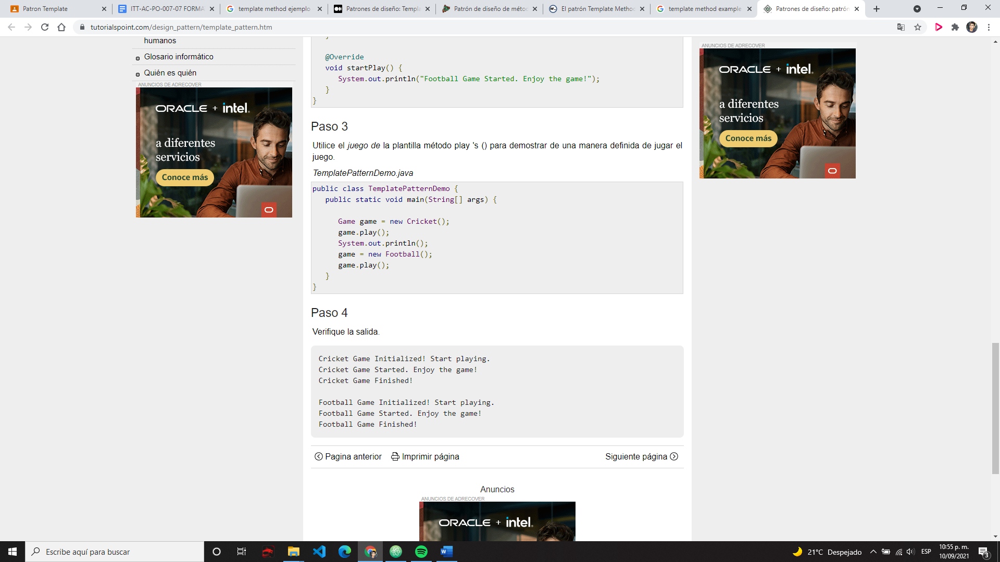 Patron Template
ITT-AC-PO-007-07 FORMA
template method ejemplo
Patrones de diseño: Templa
Patrón de diseño de métod
El patrón Template Method
template method example
Patrones de diseño: patrón
tutorialspoint.com/design_pattern/template_pattern.htm
humanos
Glosario informático
Quién es quién
ANUNCIOS DE ADRECOVER
ORACLE + intel.
a diferentes
servicios
Conoce más
}
@Override
void startPlay() {
System.out.println("Football Game Started. Enjoy the game!");
}
}
Paso 3
Utilice el juego de la plantilla método play 's () para demostrar de una manera definida de jugar el
juego.
TemplatePatternDemo.java
public class TemplatePatternDemo {
public static void main(String[] args) {
Game game = new Cricket();
game.play();
System.out.println();
game = new Football();
game.play();
}
}
Paso 4
Verifique la salida.
Cricket Game Initialized! Start playing.
Cricket Game Started. Enjoy the game!
Cricket Game Finished!
Football Game Initialized! Start playing.
Football Game Started. Enjoy the game!
Football Game Finished!
Pagina anterior
Imprimir página
Siguiente página
Anuncios
ANUNCIOS DE ADRECOVER
ORACLE + intel.
ANUNCIOS DE ADRECOVER
ORACLE + intel.
a diferentes
servicios
Conoce más
Escribe aquí para buscar
21°C Despejado
ESP
10:55 p. m.
10/09/2021
3